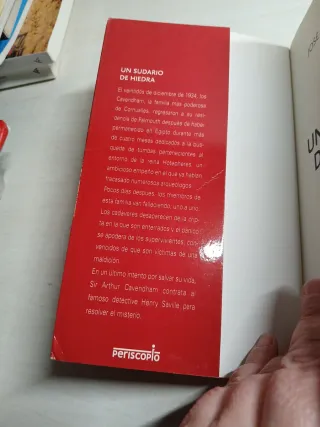 UN SUDARIO
DE HIEDRA
El veintidós de diciembre de 1924, los
Cavendham, la familia más poderosa
de Cornualles, regresaron a su resi-
dencia de Falmouth después de haber
permanecido en Egipto durante más
de cuatro meses dedicados a la bús-
queda de tumbas pertenecientes al
entorno de la reina Hotepheres, un
ambicioso empeño en el que ya habían
fracasado numerosos arqueólogos.
Pocos días después, los miembros de
esta familia van falleciendo, uno a uno.
Los cadáveres desaparecen de la crip-
ta en la que son enterrados y el pánico
se apodera de los supervivientes, con-
vencidos de que son víctimas de una
maldición.
En un último intento por salvar su vida,
Sir Arthur Cavendham contrata al
famoso detective Henry Saville, para
resolver el misterio.
PERISCOPIO
JOSÉ
UN
D